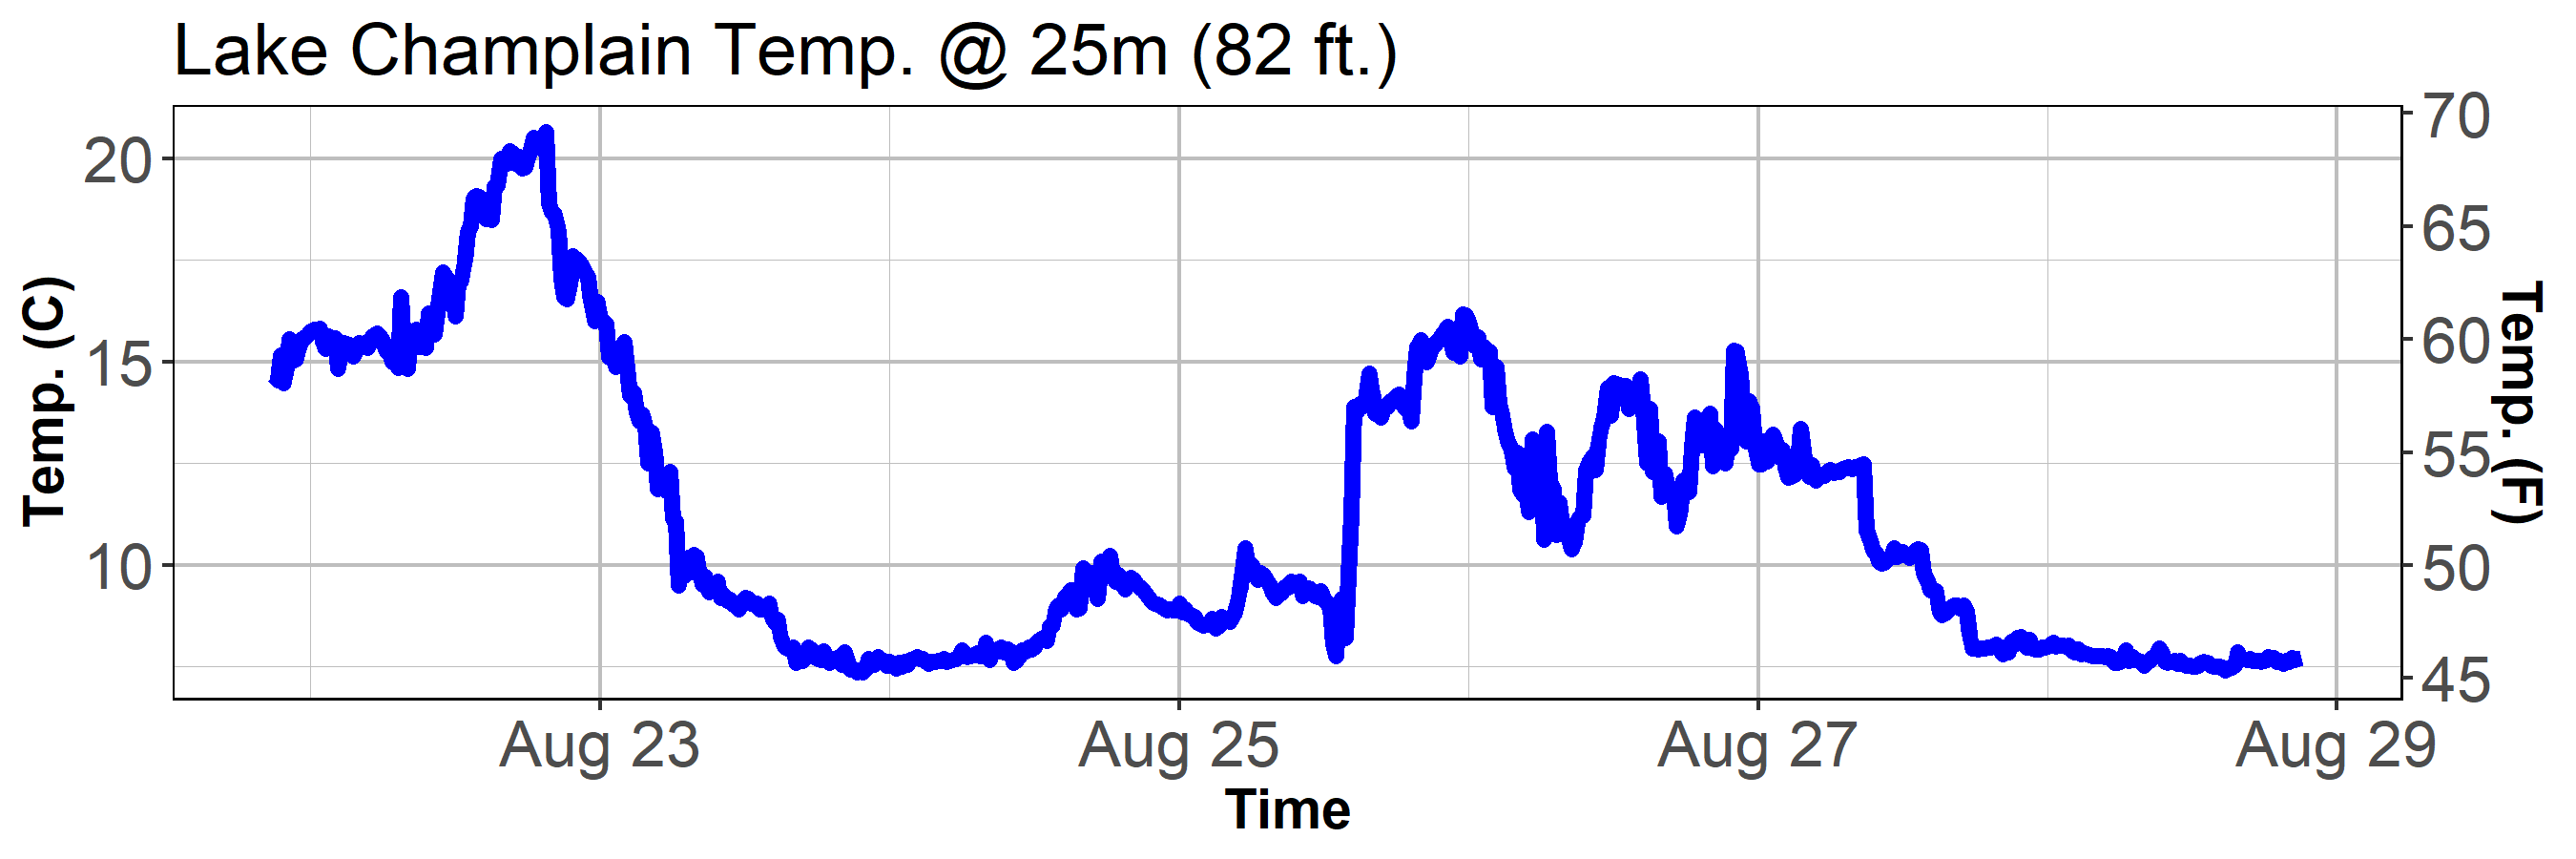 Lake Champlain Temp. @ 25m (82 ft.)
Temp. (C)
20
15
10
70
65
60
55
50
45
Temp. (F)
Aug 23 Aug 25 Aug 27 Aug 29
Time